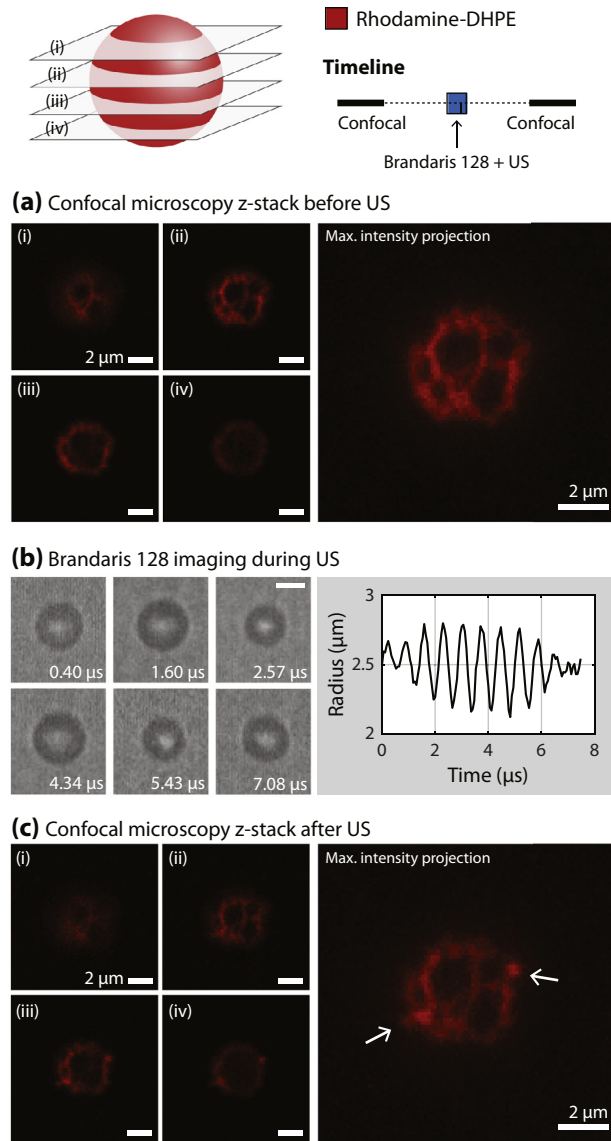 (i)
(ii)
(iii)
(iv)
Rhodamine-DHPE
Timeline
Confocal
Confocal
Brandaris 128 + US
(a) Confocal microscopy z-stack before US
(i)
2 µm
(ii)
(iii)
(iv)
Max. intensity projection
2 µm
(b) Brandaris 128 imaging during US
0.40 µs
1.60 µs
2.57 µs
4.34 µs
5.43 µs
7.08 µs
Radius (µm)
3
2.5
2
0 2 4 6 8
Time (µs)
(c) Confocal microscopy z-stack after US
(i)
2 µm
(ii)
(iii)
(iv)
Max. intensity projection
2 µm